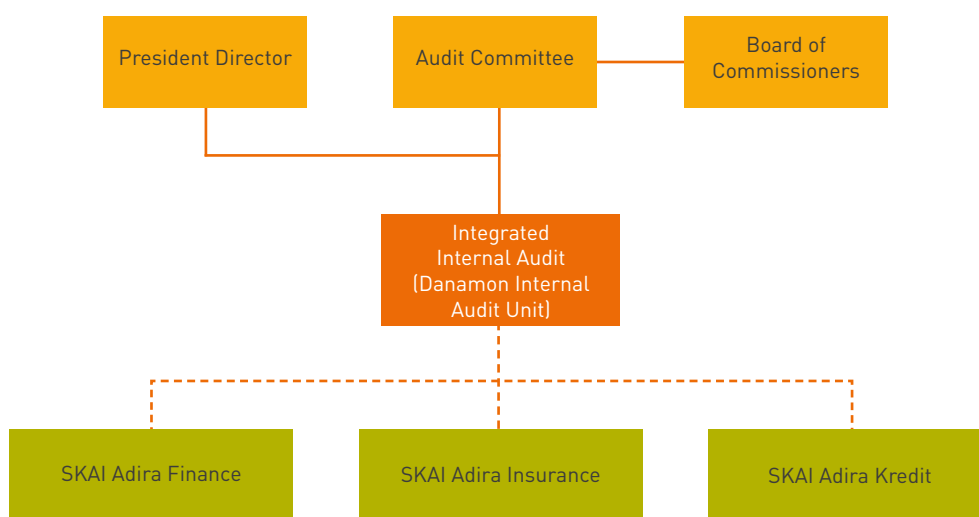 President Director
Audit Committee
Board of
Commissioners
Integrated
Internal Audit
(Danamon Internal
Audit Unit)
SKAI Adira Finance
SKAI Adira Insurance
SKAI Adira Kredit